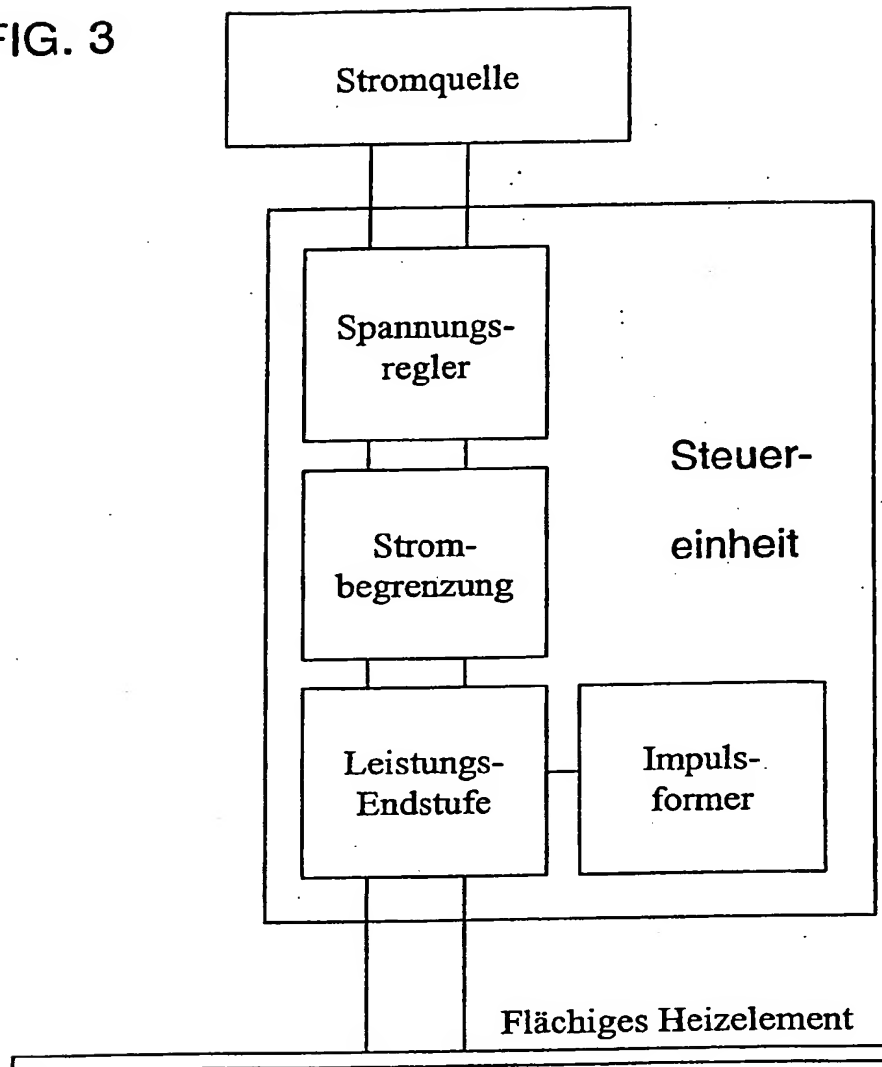 FIG. 3
Stromquelle
Spannungs-
regler
Steuer-
einheit
Strom-
begrenzung
Leistungs-
Endstufe
Impuls-
former
Flächiges Heizelement